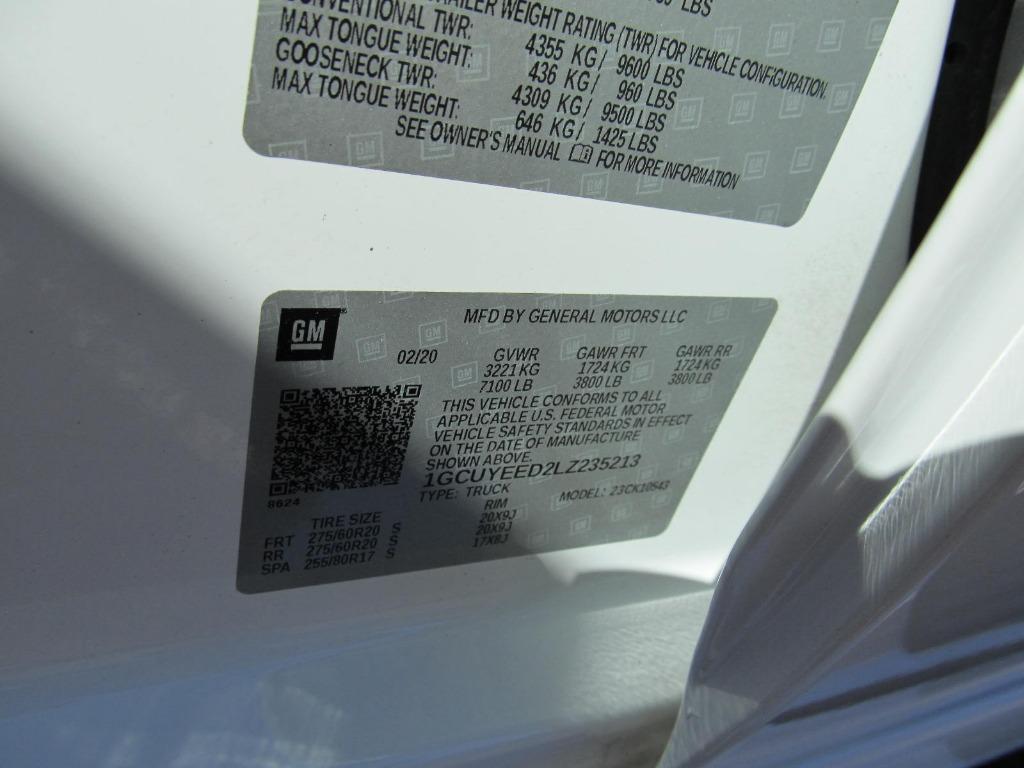 LBS
TRAILER WEIGHT RATING (TWR) FOR VEHICLE CONFIGURATION.
CONVENTIONAL TWR: 4355 KG/ 9600 LBS
MAX TONGUE WEIGHT: 436 KG/ 960 LBS
GOOSENECK TWR: 4309 KG/ 9500 LBS
MAX TONGUE WEIGHT: 646 KG/ 1425 LBS
SEE OWNER'S MANUAL FOR MORE INFORMATION
GM
MFD BY GENERAL MOTORS LLC
02/20 GVWR GAWR FRT GAWR RR
3221 KG 1724 KG 1724 KG
7100 LB 3800 LB 3800 LB
THIS VEHICLE CONFORMS TO ALL
APPLICABLE U.S. FEDERAL MOTOR
VEHICLE SAFETY STANDARDS IN EFFECT
ON THE DATE OF MANUFACTURE
SHOWN ABOVE.
1GCUYEED2LZ235213
8624
TYPE: TRUCK MODEL: 23CK10543
TIRE SIZE RIM
FRT 275/60R20 S 20X9J
RR 275/60R20 S 20X9J
SPA 255/80R17 S 17X8J